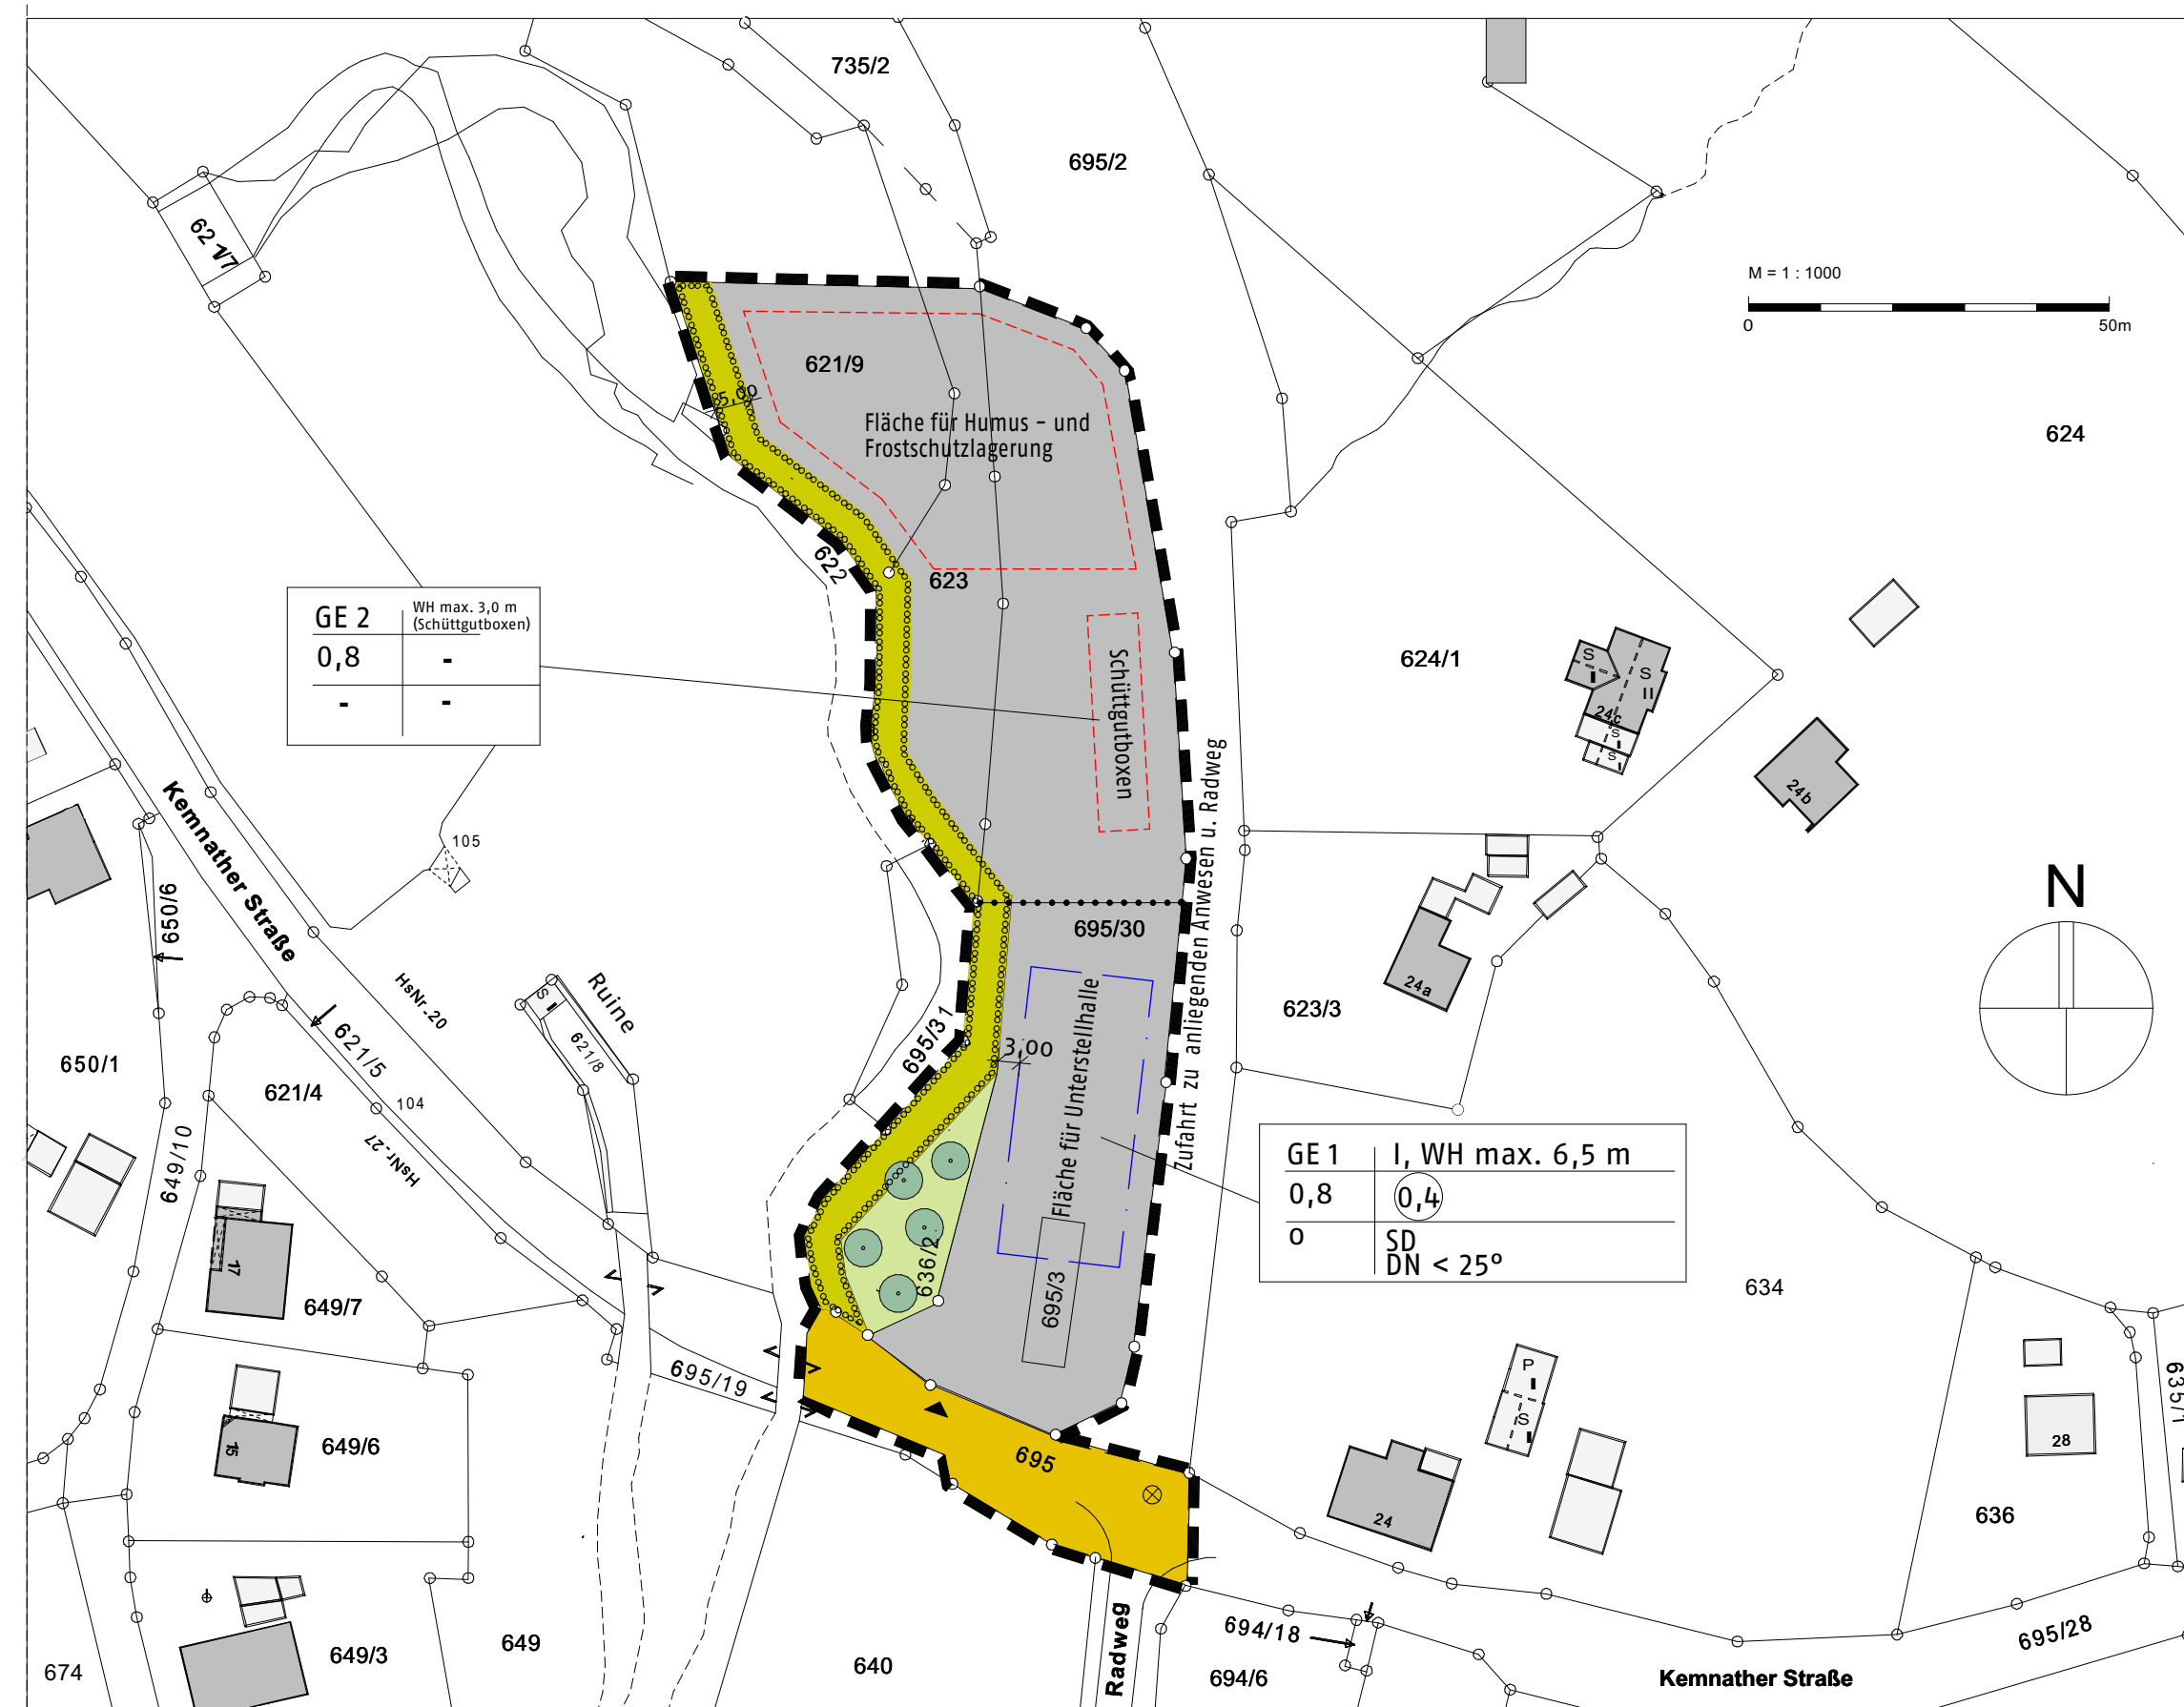 735/2
695/2
62 1/7
M = 1 : 1000
0
50m
621/9
5,00
Fläche für Humus - und
Frostschutzlagerung
624
622
623
GE 2
WH max. 3,0 m
(Schüttgutboxen)
0,8
-
-
-
Schüttgutboxen
624/1
S
S
II
24c
S
S
24b
Kemnather Straße
105
650/6
Zufahrt zu anliegenden Anwesen u. Radweg
N
695/30
24a
623/3
HsNr.20
S
Ruine
621/8
621/5
650/1
621/4
104
HsNr.27
649/10
695/31
3,00
Fläche für Unterstellhalle
GE 1
I, WH max. 6,5 m
0,8
0,4
o
SD
DN < 25°
636/2
695/3
634
17
649/7
695/19
P
S
635/1
15
649/6
695
24
28
636
649/3
649
674
640
Radweg
694/18
694/6
695/28
Kemnather Straße